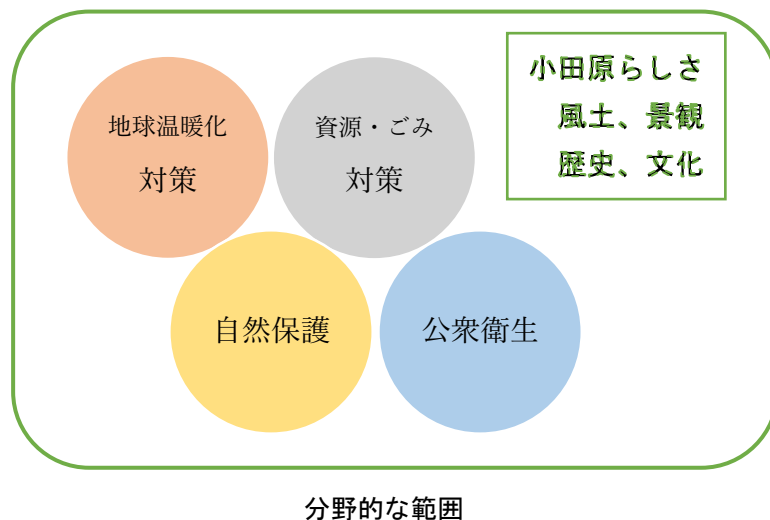 地球温暖化
対策
資源・ごみ
対策
小田原らしさ
風土、景観
歴史、文化
自然保護
公衆衛生
分野的な範囲